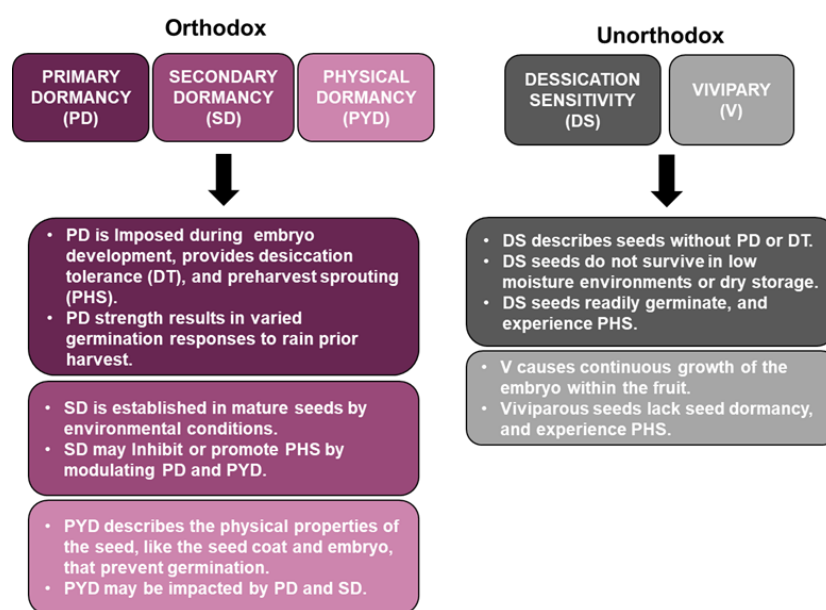 Orthodox
PRIMARY
DORMANCY
(PD)
SECONDARY
DORMANCY
(SD)
PHYSICAL
DORMANCY
(PYD)
• PD is Imposed during embryo
development, provides desiccation
tolerance (DT), and preharvest sprouting
(PHS).
• PD strength results in varied
germination responses to rain prior
harvest.
• SD is established in mature seeds by
environmental conditions.
• SD may Inhibit or promote PHS by
modulating PD and PYD.
• PYD describes the physical properties of
the seed, like the seed coat and embryo,
that prevent germination.
• PYD may be impacted by PD and SD.
Unorthodox
DESSICATION
SENSITIVITY
(DS)
VIVIPARY
(V)
• DS describes seeds without PD or DT.
• DS seeds do not survive in low
moisture environments or dry storage.
• DS seeds readily germinate, and
experience PHS.
• V causes continuous growth of the
embryo within the fruit.
• Viviparous seeds lack seed dormancy,
and experience PHS.